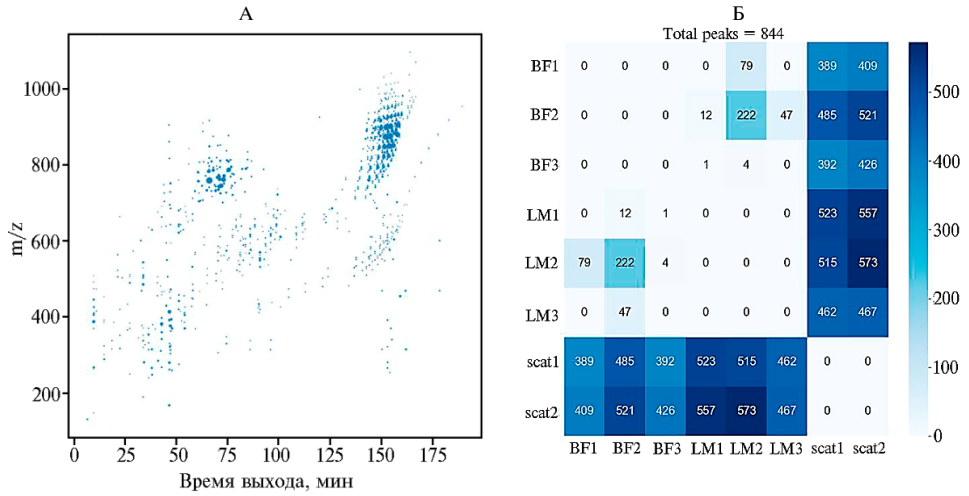 А
m/z
1000
800
600
400
200
0 25 50 75 100 125 150 175
Время выхода, мин
Б
Total peaks = 844
BF1 0 0 0 0 79 0 389 409
BF2 0 0 0 12 222 47 485 521
BF3 0 0 0 1 4 0 392 426
LM1 0 12 1 0 0 0 523 557
LM2 79 222 4 0 0 0 515 573
LM3 0 47 0 0 0 0 462 467
scat1 389 485 392 523 515 462 0 0
scat2 409 521 426 557 573 467 0 0
BF1 BF2 BF3 LM1 LM2 LM3 scat1 scat2
500
400
300
200
100
0